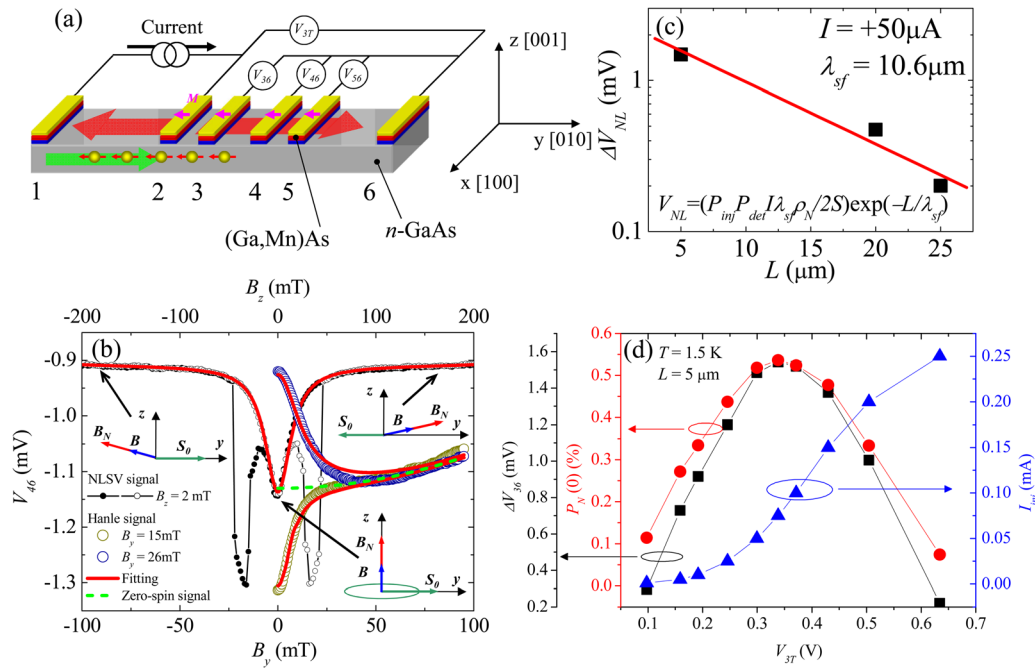 (a)
Current
V3T
V36
V46
V56
M
z [001]
y [010]
x [100]
1 2 3 4 5 6
(Ga,Mn)As
n-GaAs
(c)
I = +50μA
λsf = 10.6μm
ΔVNL (mV)
1
0.1
VNL=(PinjPdetIλsfρN/2S)exp(−L/λsf)
5 10 15 20 25
L (μm)
Bz (mT)
-200 -100 0 100 200
(b)
V46 (mV)
-0.9
-1.0
-1.1
-1.2
-1.3
z
BN
B
S0
y
z
BN
S0
B
y
z
BN
B
S0
y
NLSV signal
Bz = 2 mT
Hanle signal
By = 15mT
By = 26mT
Fitting
Zero-spin signal
-100 -50 0 50 100
By (mT)
(d)
T = 1.5 K
L = 5 μm
ΔV36 (mV)
1.6
1.4
1.2
1.0
0.8
0.6
0.4
0.2
PN(0) (%)
0.6
0.5
0.4
0.3
0.2
0.1
0.0
Iinj (mA)
0.25
0.20
0.15
0.10
0.05
0.00
0.1 0.2 0.3 0.4 0.5 0.6 0.7
V3T (V)